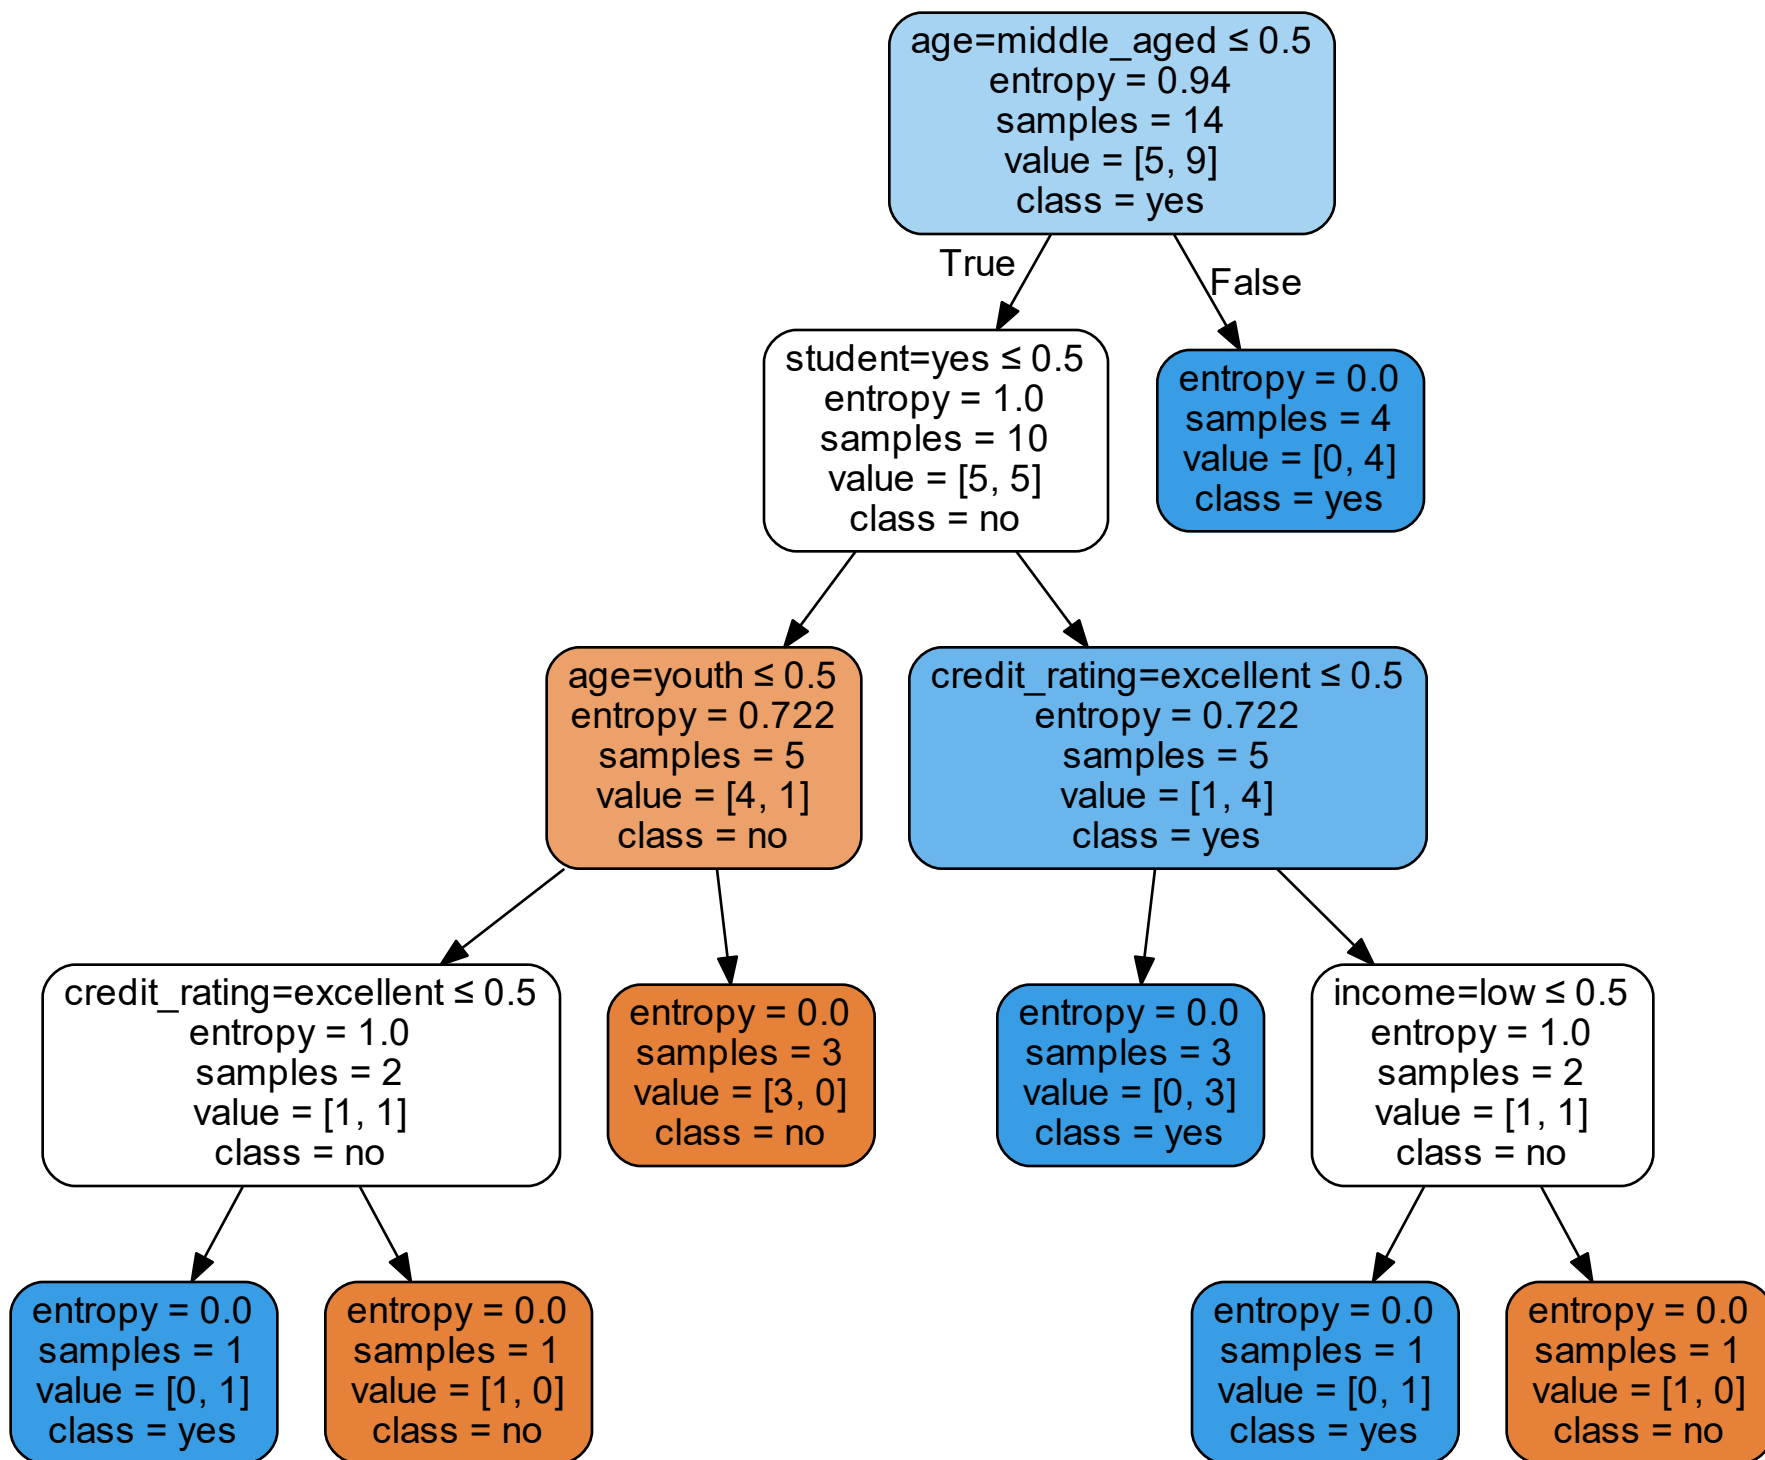 age=middle_aged ≤ 0.5
entropy = 0.94
samples = 14
value = [5, 9]
class = yes
True
False
student=yes ≤ 0.5
entropy = 1.0
samples = 10
value = [5, 5]
class = no
entropy = 0.0
samples = 4
value = [0, 4]
class = yes
age=youth ≤ 0.5
entropy = 0.722
samples = 5
value = [4, 1]
class = no
credit_rating=excellent ≤ 0.5
entropy = 0.722
samples = 5
value = [1, 4]
class = yes
credit_rating=excellent ≤ 0.5
entropy = 1.0
samples = 2
value = [1, 1]
class = no
entropy = 0.0
samples = 3
value = [3, 0]
class = no
entropy = 0.0
samples = 3
value = [0, 3]
class = yes
income=low ≤ 0.5
entropy = 1.0
samples = 2
value = [1, 1]
class = no
entropy = 0.0
samples = 1
value = [0, 1]
class = yes
entropy = 0.0
samples = 1
value = [1, 0]
class = no
entropy = 0.0
samples = 1
value = [0, 1]
class = yes
entropy = 0.0
samples = 1
value = [1, 0]
class = no